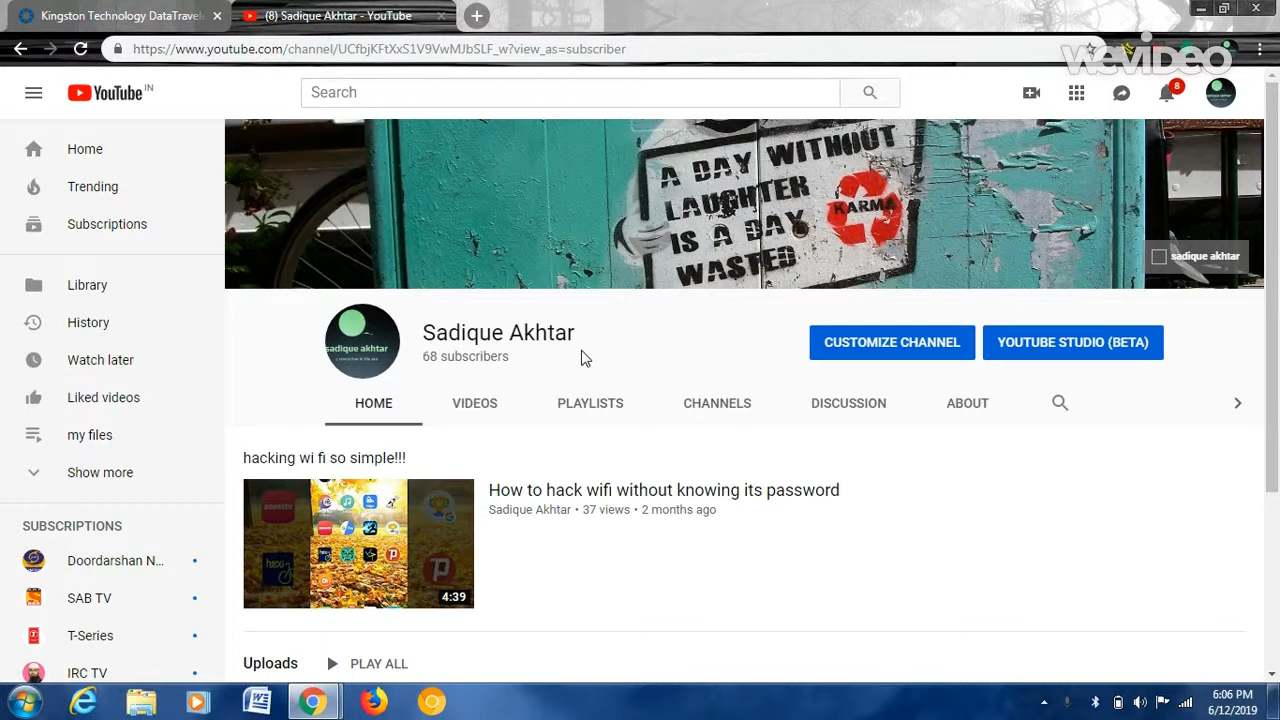 Kingston Technology DataTravel
(8) Sadique Akhtar - YouTube
https://www.youtube.com/channel/UCfbjKFtXxS1V9VwMJbSLF_w?view_as=subscriber
WEVIDEO
YouTube IN
Search
8
Home
Trending
Subscriptions
Library
History
Watch later
Liked videos
my files
Show more
SUBSCRIPTIONS
Doordarshan N...
SAB TV
T-Series
IRC TV
A DAY WITHOUT
LAUGHTER
IS A DAY
WASTED
KARMA
sadique akhtar
sadique akhtar
Sadique Akhtar
68 subscribers
CUSTOMIZE CHANNEL
YOUTUBE STUDIO (BETA)
HOME VIDEOS PLAYLISTS CHANNELS DISCUSSION ABOUT
hacking wi fi so simple!!!
How to hack wifi without knowing its password
Sadique Akhtar • 37 views • 2 months ago
4:39
Uploads PLAY ALL
6:06 PM
6/12/2019